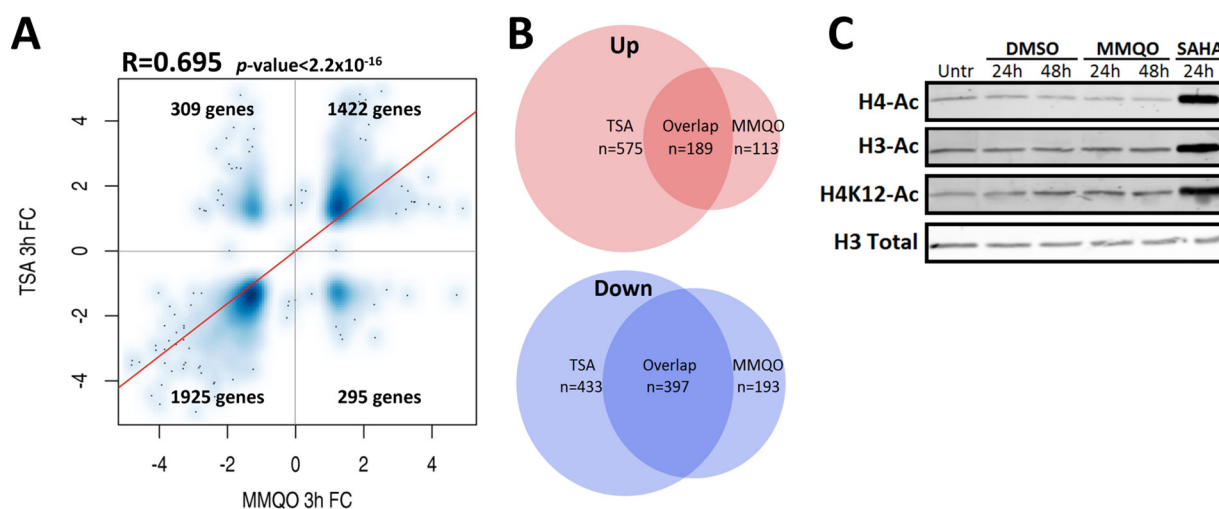 A
R=0.695 p-value<2.2x10⁻¹⁶
309 genes 1422 genes
1925 genes 295 genes
TSA 3h FC
4
2
0
-2
-4
-4 -2 0 2 4
MMQO 3h FC
B
Up
TSA Overlap MMQO
n=575 n=189 n=113
Down
TSA Overlap MMQO
n=433 n=397 n=193
C
DMSO MMQO SAHA
Untr 24h 48h 24h 48h 24h
H4-Ac
H3-Ac
H4K12-Ac
H3 Total